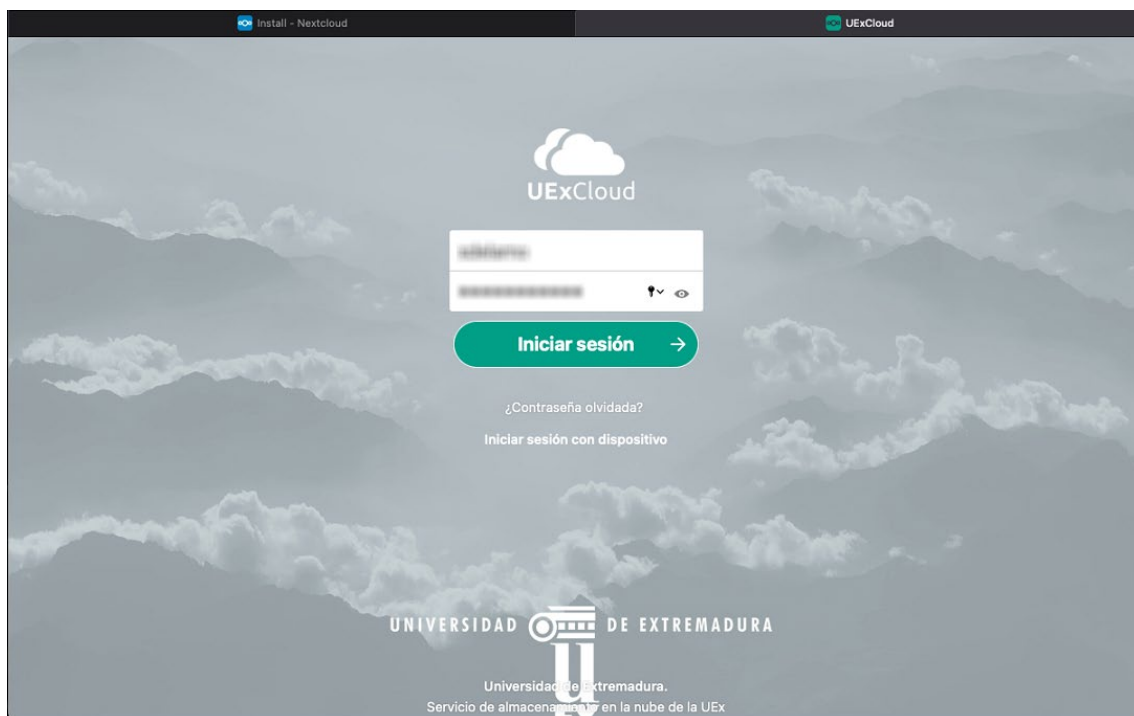 Install - Nextcloud
UExCloud
UExCloud
Iniciar sesión
¿Contraseña olvidada?
Iniciar sesión con dispositivo
UNIVERSIDAD DE EXTREMADURA
Universidad de Extremadura.
Servicio de almacenamiento en la nube de la UEx